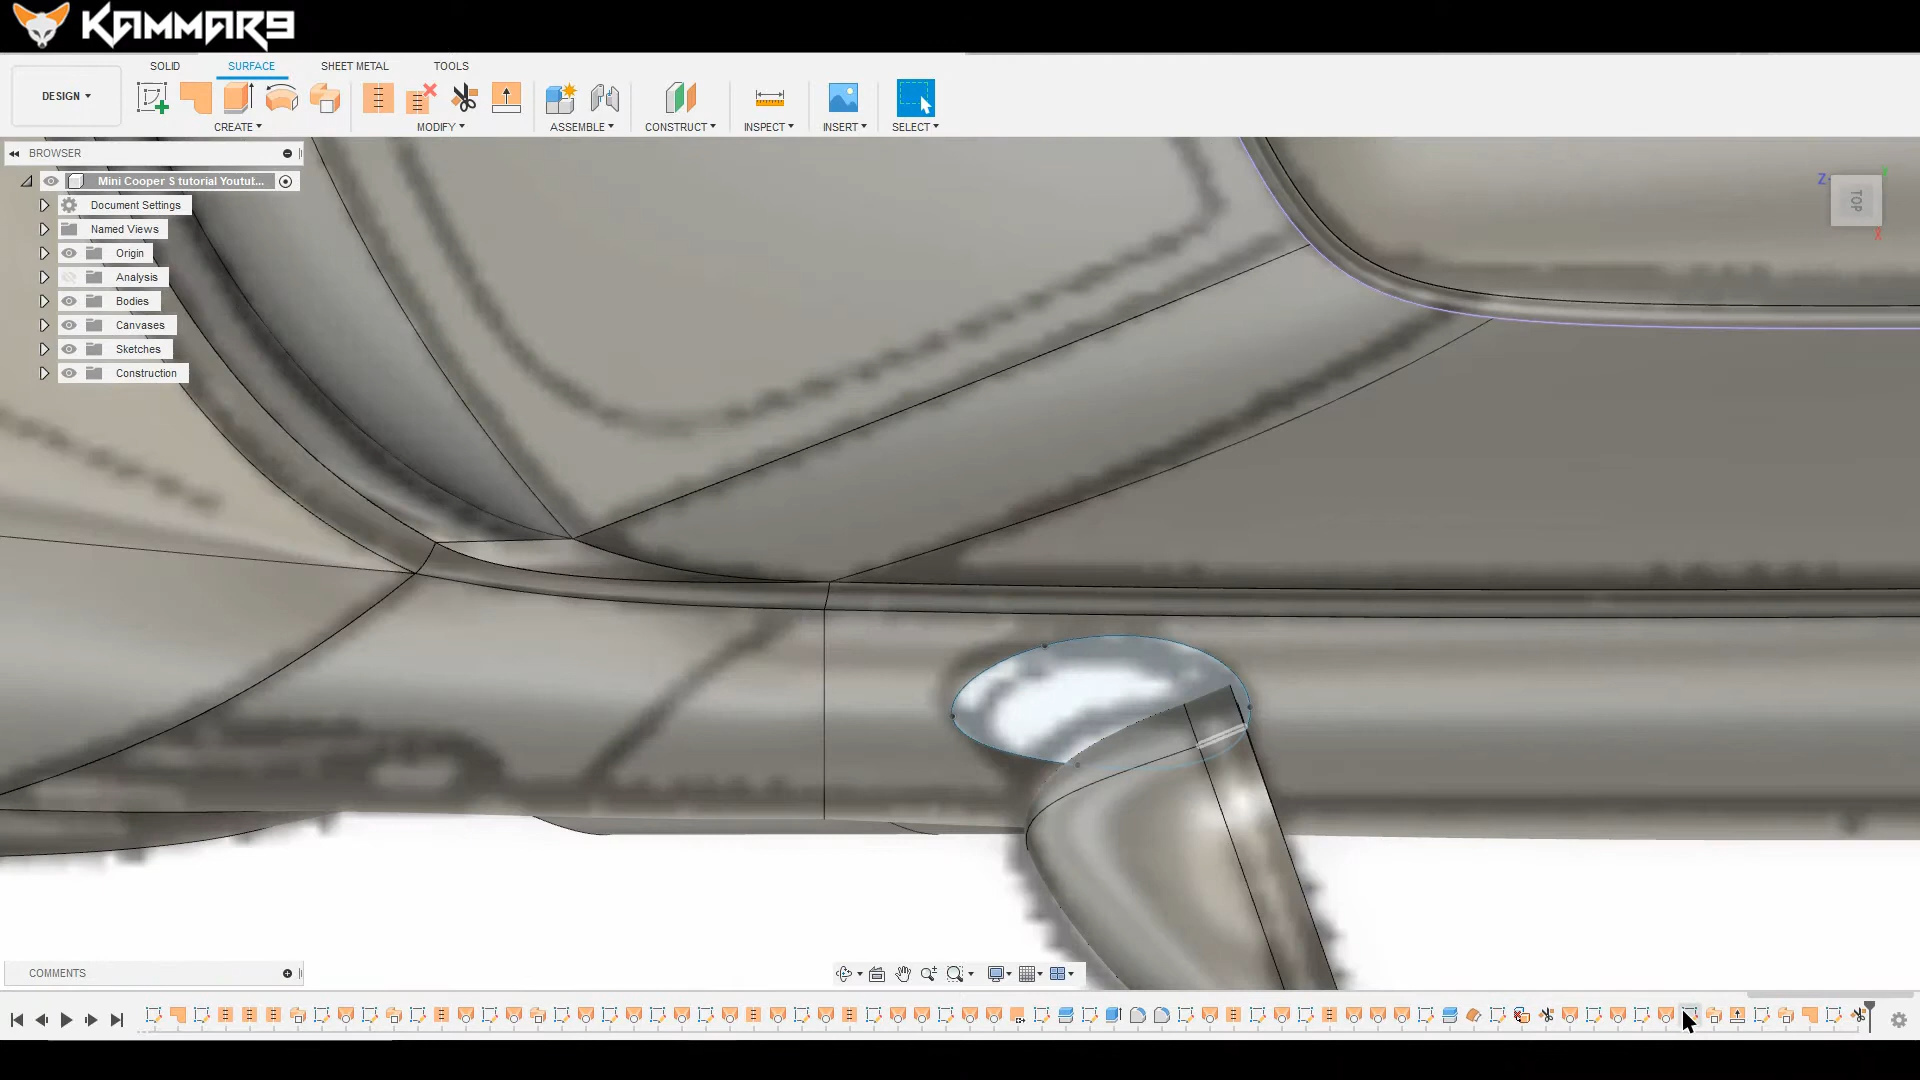 KAMMAR9
SOLID SURFACE SHEET METAL TOOLS
DESIGN
CREATE MODIFY ASSEMBLE CONSTRUCT INSPECT INSERT SELECT
BROWSER
Mini Cooper S tutorial Youtut...
Document Settings
Named Views
Origin
Analysis
Bodies
Canvases
Sketches
Construction
Z
TOP
X
COMMENTS